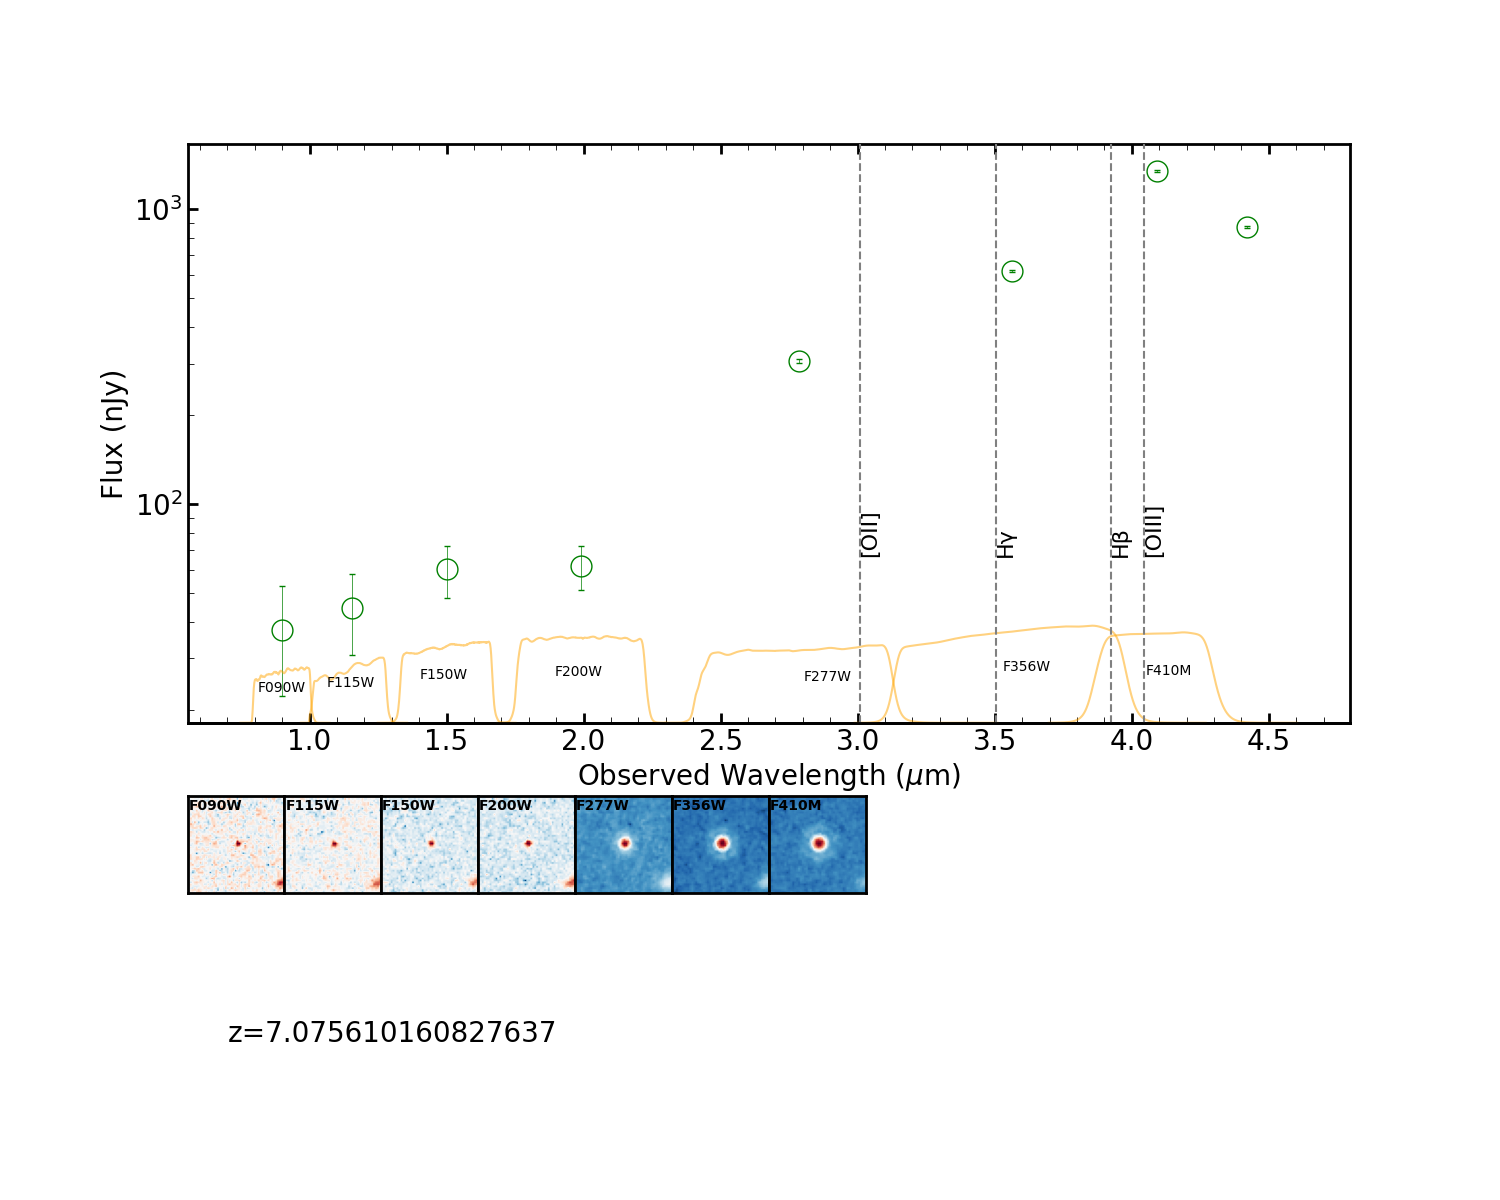 10³
10²
Flux (nJy)
[OII]
Hγ
Hβ
[OIII]
F090W
F115W
F150W
F200W
F277W
F356W
F410M
1.0 1.5 2.0 2.5 3.0 3.5 4.0 4.5
Observed Wavelength (μm)
F090W F115W F150W F200W F277W F356W F410M
z=7.075610160827637